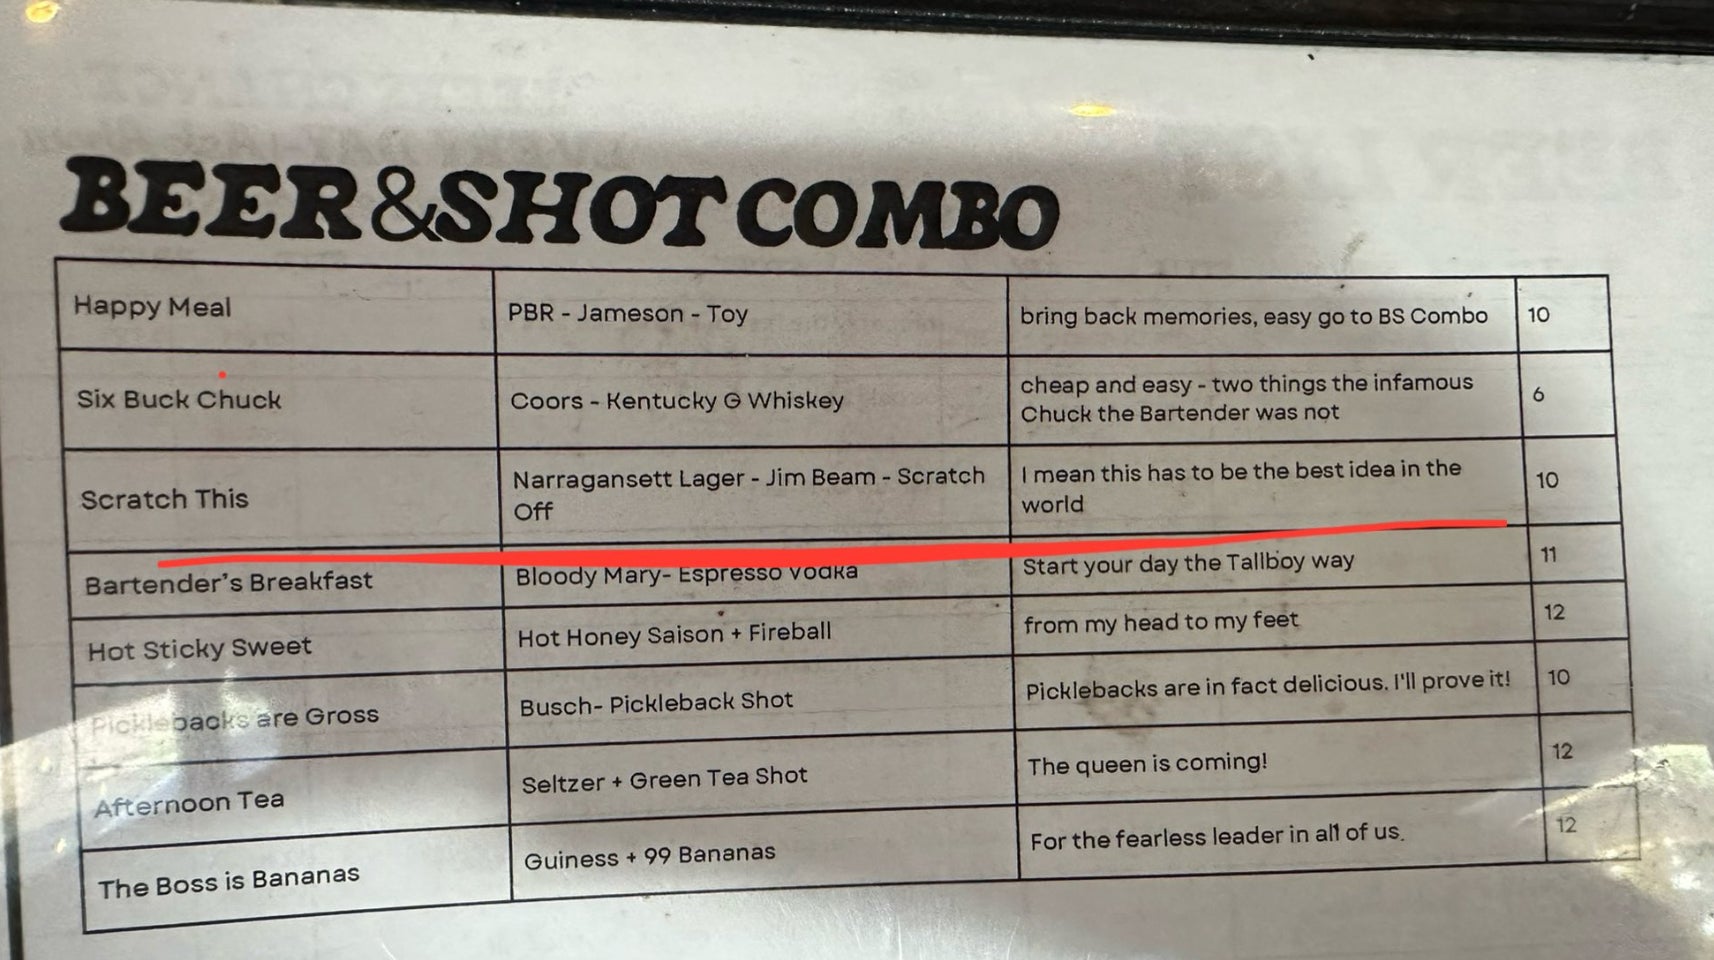 BEER&SHOT COMBO
Happy Meal
PBR - Jameson - Toy
bring back memories, easy go to BS Combo
10
Six Buck Chuck
Coors - Kentucky G Whiskey
cheap and easy - two things the infamous
Chuck the Bartender was not
6
Scratch This
Narragansett Lager - Jim Beam - Scratch
Off
I mean this has to be the best idea in the
world
10
Bartender's Breakfast
Bloody Mary- Espresso Vodka
Start your day the Tallboy way
11
Hot Sticky Sweet
Hot Honey Saison + Fireball
from my head to my feet
12
Picklebacks are Gross
Busch- Pickleback Shot
Picklebacks are in fact delicious. I'll prove it!
10
Afternoon Tea
Seltzer + Green Tea Shot
The queen is coming!
12
The Boss is Bananas
Guiness + 99 Bananas
For the fearless leader in all of us.
12